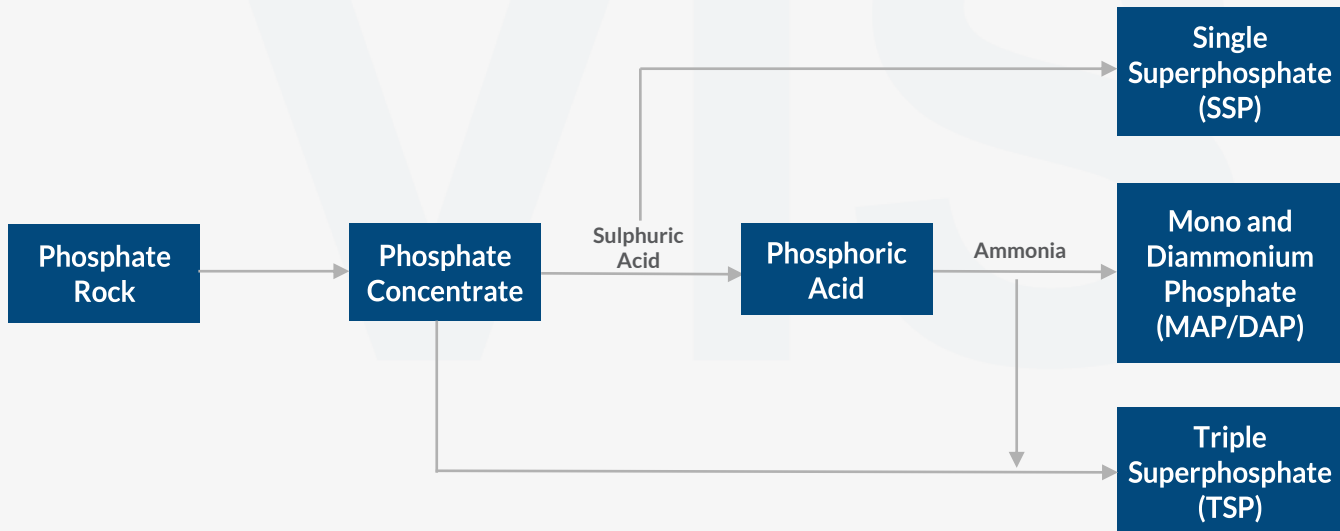 Single
Superphosphate
(SSP)
Phosphate
Rock
Phosphate
Concentrate
Sulphuric
Acid
Phosphoric
Acid
Ammonia
Mono and
Diammonium
Phosphate
(MAP/DAP)
Triple
Superphosphate
(TSP)
VIS